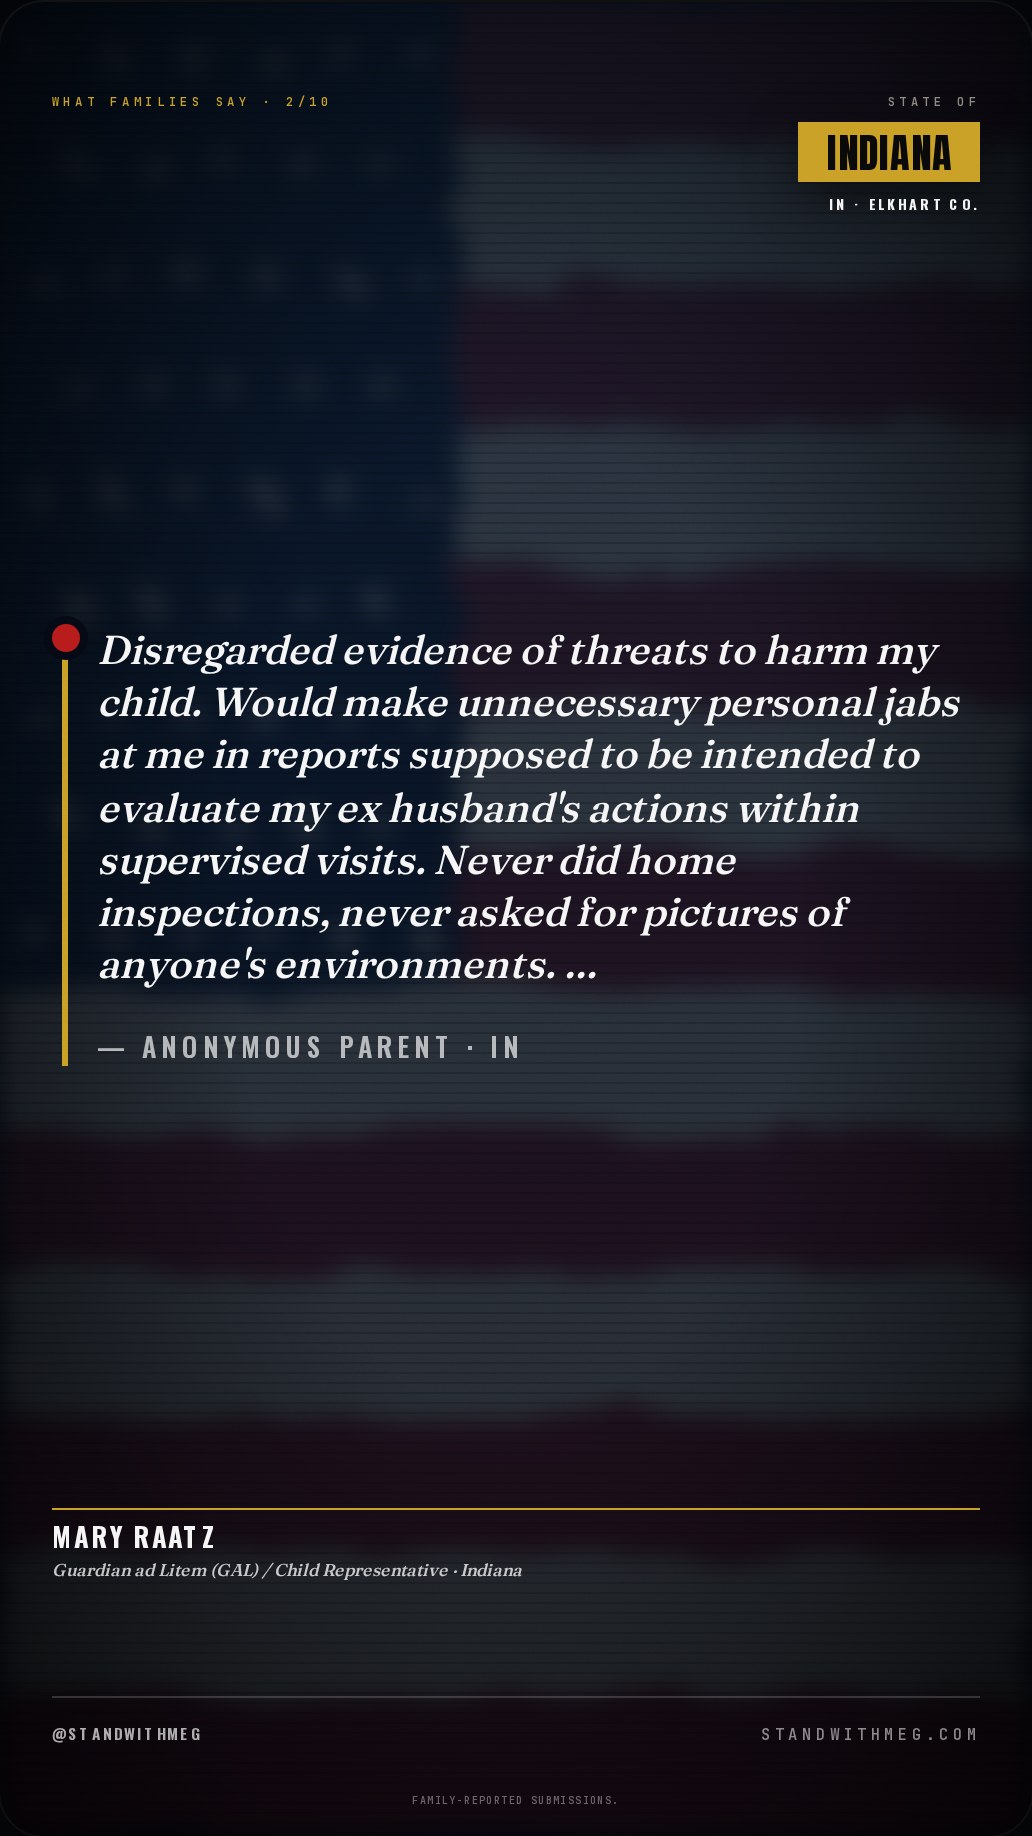 WHAT FAMILIES SAY · 2/10
STATE OF
INDIANA
IN · ELKHART CO.
Disregarded evidence of threats to harm my
child. Would make unnecessary personal jabs
at me in reports supposed to be intended to
evaluate my ex husband's actions within
supervised visits. Never did home
inspections, never asked for pictures of
anyone's environments. ...
— ANONYMOUS PARENT · IN
MARY RAATZ
Guardian ad Litem (GAL) / Child Representative · Indiana
@STANDWITHMEG
STANDWITHMEG.COM
FAMILY-REPORTED SUBMISSIONS.